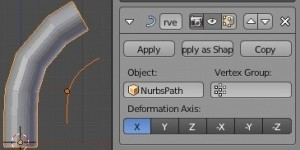 rve
Apply pply as Shap Copy
Object: Vertex Group:
NurbsPath
Deformation Axis:
X Y Z -X -Y -Z